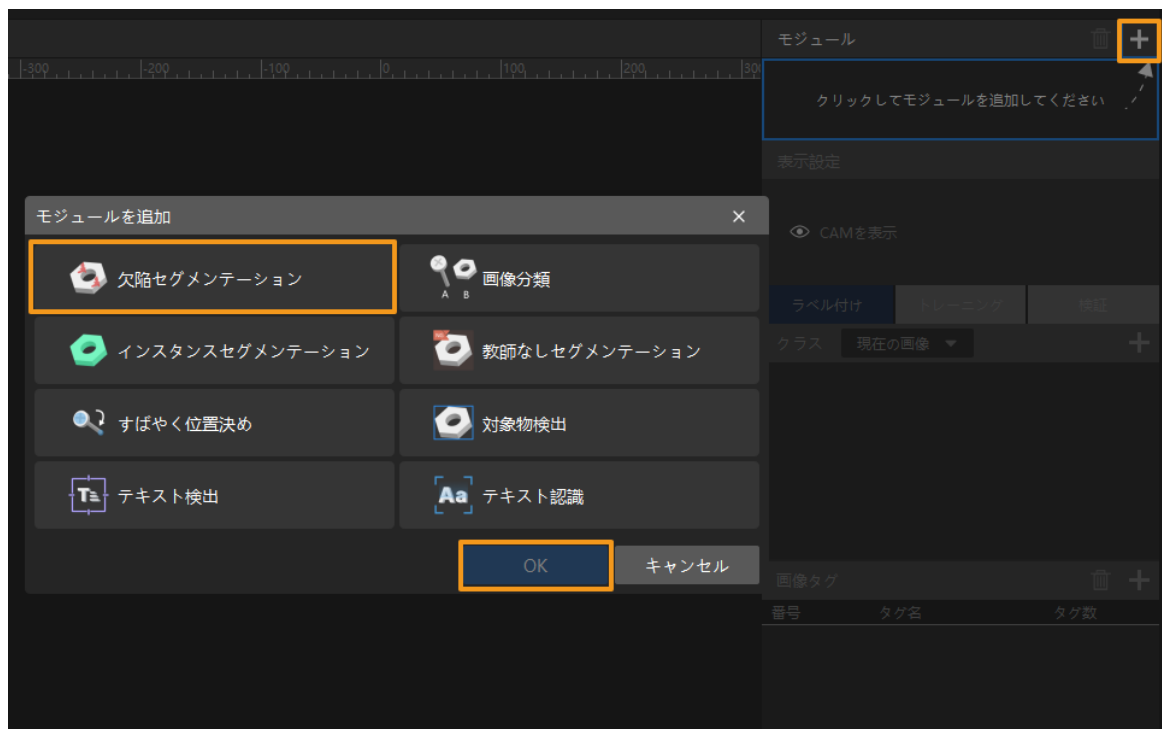 モジュール
-300 -200 -100 0 100 200 300
クリックしてモジュールを追加してください
表示設定
CAMを表示
モジュールを追加
欠陥セグメンテーション
画像分類
A B
インスタンスセグメンテーション
教師なしセグメンテーション
すばやく位置決め
対象物検出
T テキスト検出
Aa テキスト認識
OK キャンセル
ラベル付け トレーニング 検証
クラス 現在の画像
画像タグ
番号 タグ名 タグ数